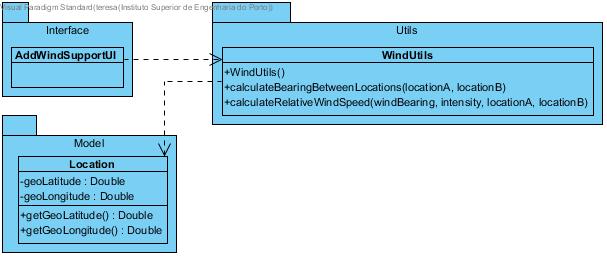 Visual Paradigm Standard(teresa(Instituto Superior de Engenharia do Porto))
Interface
AddWindSupportUI
Utils
WindUtils
+WindUtils()
+calculateBearingBetweenLocations(locationA, locationB)
+calculateRelativeWindSpeed(windBearing, intensity, locationA, locationB)
Model
Location
-geoLatitude : Double
-geoLongitude : Double
+getGeoLatitude() : Double
+getGeoLongitude() : Double